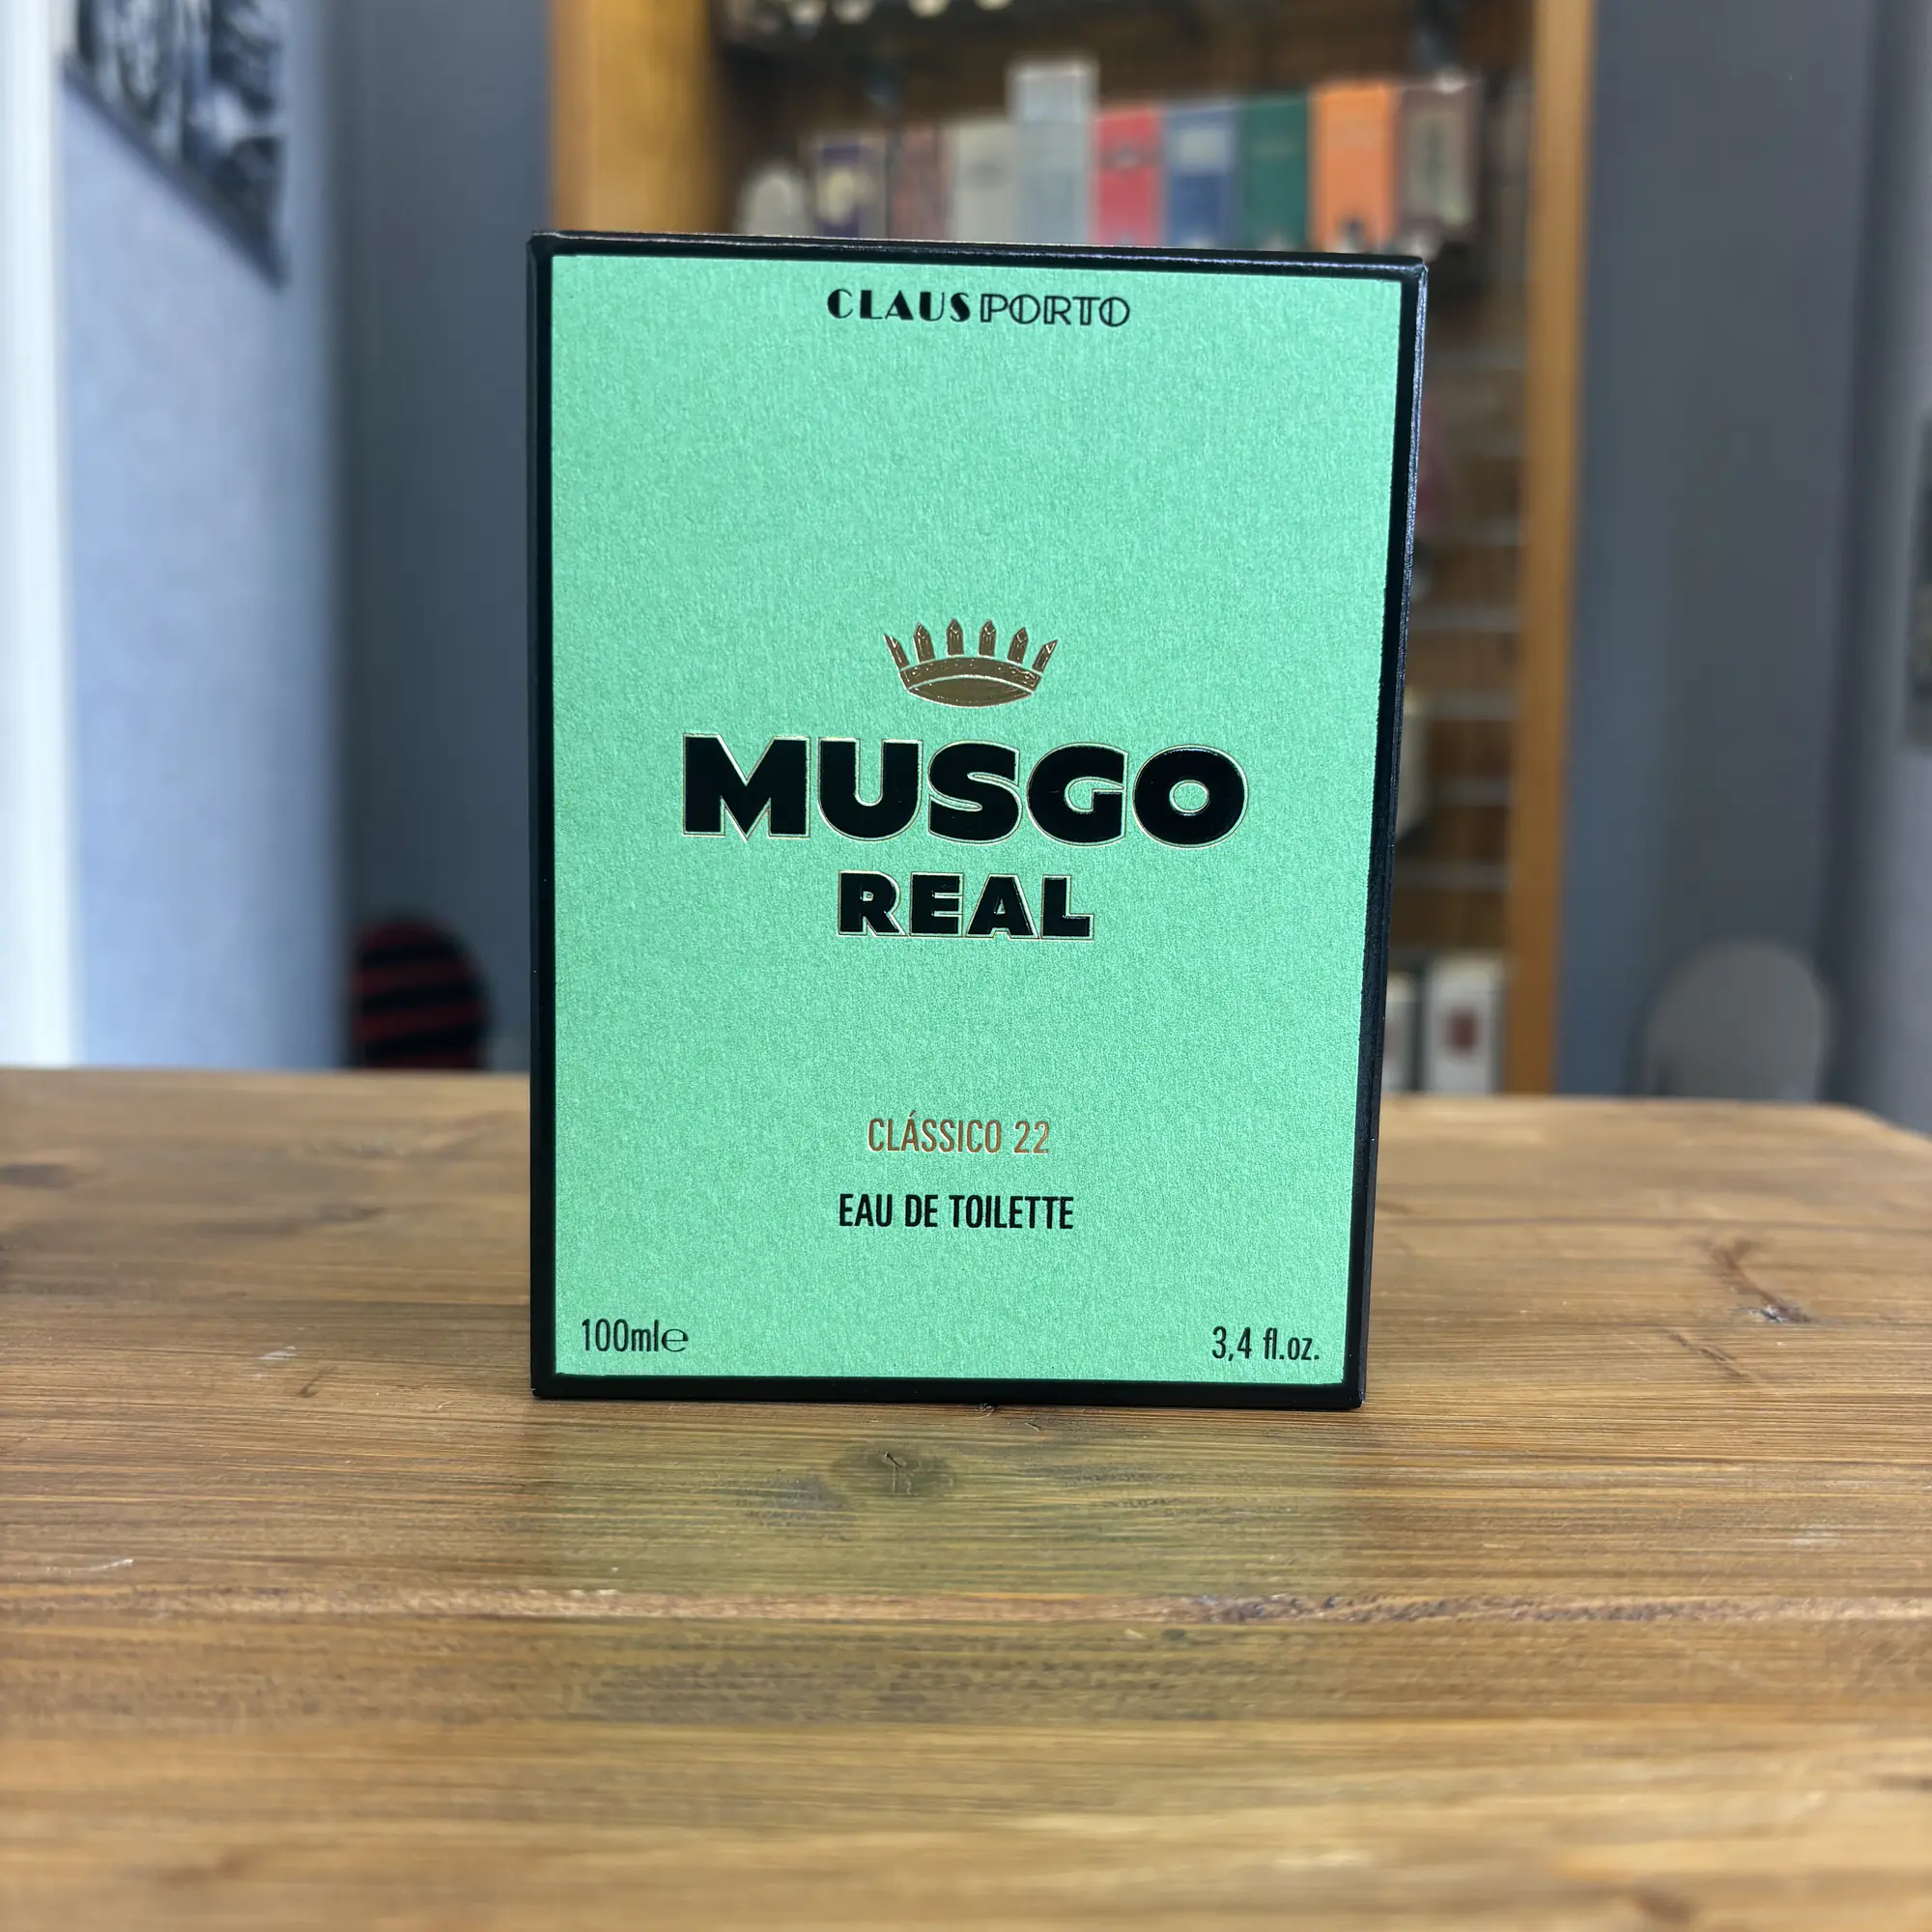 CLAUS PORTO
MUSGO
REAL
CLÁSSICO 22
EAU DE TOILETTE
100ml℮
3,4 fl.oz.